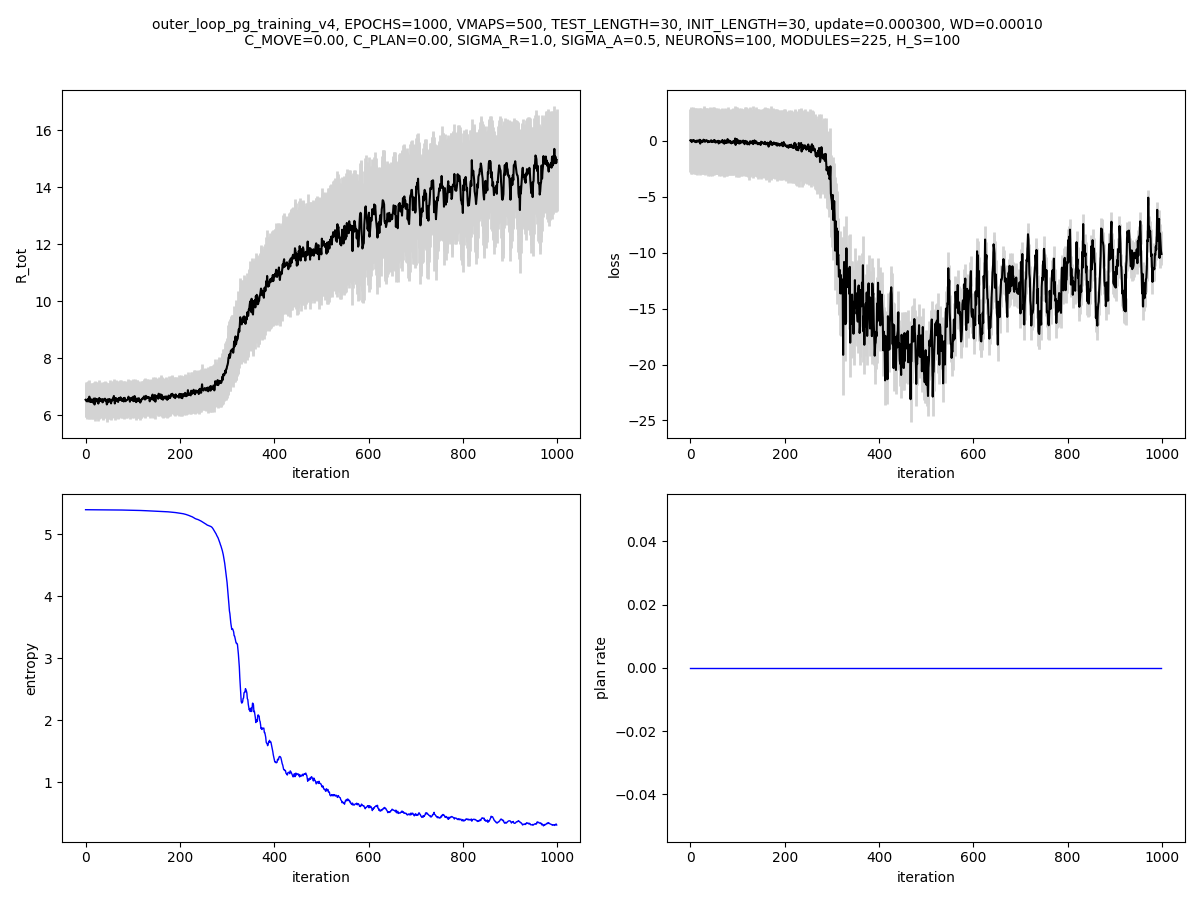 outer_loop_pg_training_v4, EPOCHS=1000, VMAPS=500, TEST_LENGTH=30, INIT_LENGTH=30, update=0.000300, WD=0.00010
C_MOVE=0.00, C_PLAN=0.00, SIGMA_R=1.0, SIGMA_A=0.5, NEURONS=100, MODULES=225, H_S=100
R_tot
16
14
12
10
8
6
0 200 400 600 800 1000
iteration
loss
0
−5
−10
−15
−20
−25
0 200 400 600 800 1000
iteration
entropy
5
4
3
2
1
0 200 400 600 800 1000
iteration
plan rate
0.04
0.02
0.00
−0.02
−0.04
0 200 400 600 800 1000
iteration